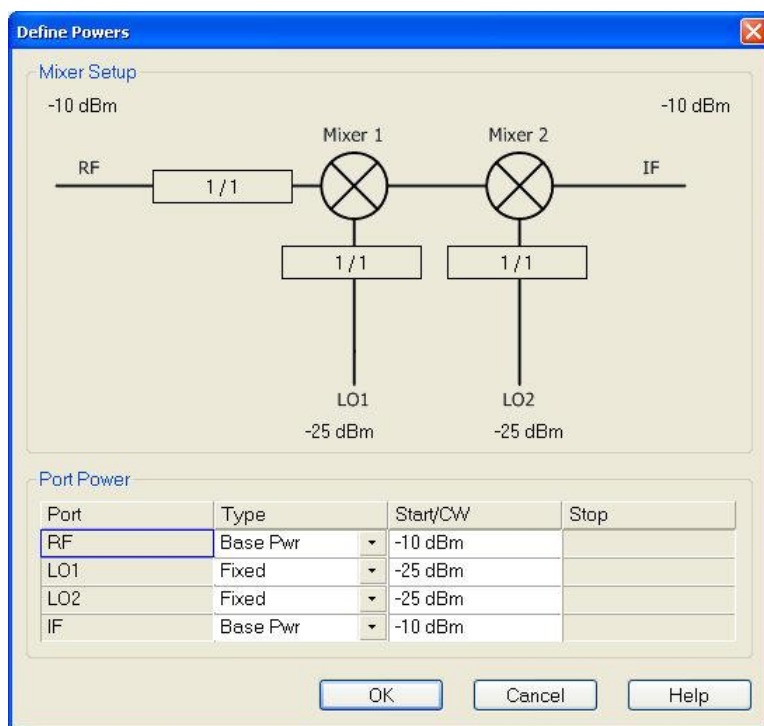 Define Powers
Mixer Setup
-10 dBm -10 dBm
Mixer 1 Mixer 2
RF IF
1 / 1
1 / 1 1 / 1
LO1 LO2
-25 dBm -25 dBm
Port Power
Port Type Start/CW Stop
RF Base Pwr -10 dBm
LO1 Fixed -25 dBm
LO2 Fixed -25 dBm
IF Base Pwr -10 dBm
OK Cancel Help